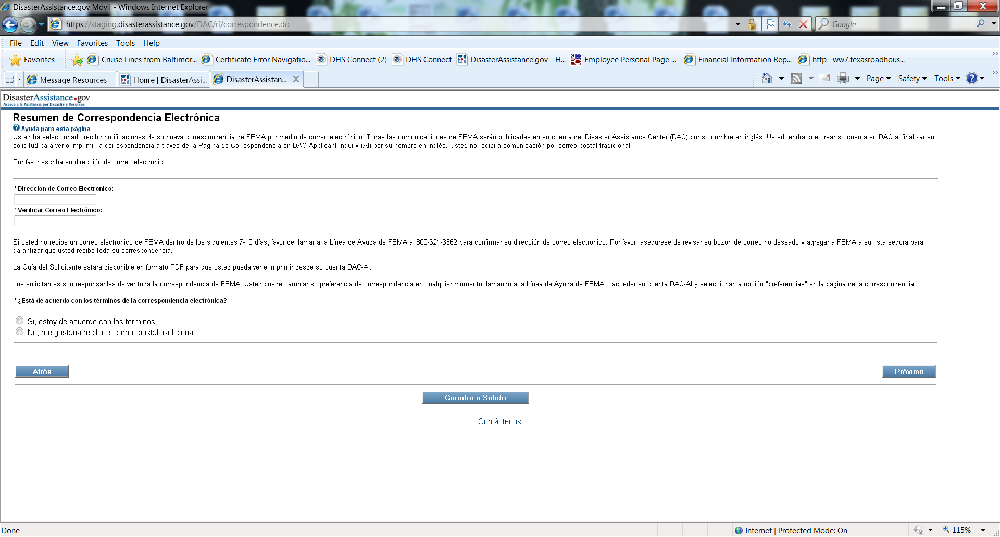 DisasterAssistance.gov Móvil - Windows Internet Explorer
https://staging.disasterassistance.gov/DAC/ri/correspondence.do
Google
File Edit View Favorites Tools Help
Favorites Cruise Lines from Baltimor... Certificate Error Navigatio... DHS Connect (2) DHS Connect DisasterAssistance.gov - H... Employee Personal Page ... Financial Information Rep... http--ww7.texasroadhous...
Message Resources Home | DisasterAssi... DisasterAssistan... Page Safety Tools
DisasterAssistance.gov
Acceso a la Asistencia por Desastre y Recursos
Resumen de Correspondencia Electrónica
Ayuda para esta página
Usted ha seleccionado recibir notificaciones de su nueva correspondencia de FEMA por medio de correo electrónico. Todas las comunicaciones de FEMA serán publicadas en su cuenta del Disaster Assistance Center (DAC) por su nombre en inglés. Usted tendrá que crear su cuenta en DAC al finalizar su
solicitud para ver o imprimir la correspondencia a través de la Página de Correspondencia en DAC Applicant Inquiry (AI) por su nombre en inglés. Usted no recibirá comunicación por correo postal tradicional.
Por favor escriba su dirección de correo electrónico:
* Direccion de Correo Electronico:
* Verificar Correo Electrónico:
Si usted no recibe un correo electrónico de FEMA dentro de los siguientes 7-10 días, favor de llamar a la Línea de Ayuda de FEMA al 800-621-3362 para confirmar su dirección de correo electrónico. Por favor, asegúrese de revisar su buzón de correo no deseado y agregar a FEMA a su lista segura para
garantizar que usted recibe toda su correspondencia.
La Guía del Solicitante estará disponible en formato PDF para que usted pueda ver e imprimir desde su cuenta DAC-AI.
Los solicitantes son responsables de ver toda la correspondencia de FEMA. Usted puede cambiar su preferencia de correspondencia en cualquier momento llamando a la Línea de Ayuda de FEMA o acceder su cuenta DAC-AI y seleccionar la opción "preferencias" en la página de la correspondencia.
* ¿Está de acuerdo con los términos de la correspondencia electrónica?
Sí, estoy de acuerdo con los términos.
No, me gustaría recibir el correo postal tradicional.
Atrás Próximo
Guardar o Salida
Contáctenos
Done Internet | Protected Mode: On 115%